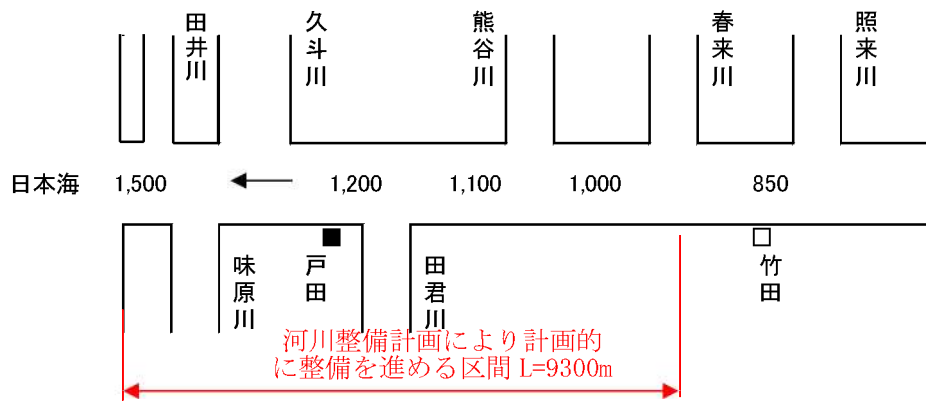 田井川
久斗川
熊谷川
春来川
照来川
日本海
1,500
1,200
1,100
1,000
850
味原川
戸田
田君川
竹田
河川整備計画により計画的
に整備を進める区間 L=9300m